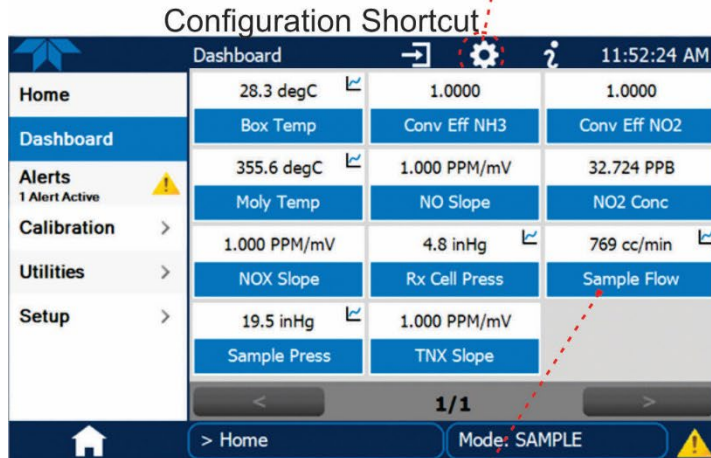 Configuration Shortcut
Dashboard
11:52:24 AM
Home
Dashboard
Alerts
1 Alert Active
Calibration >
Utilities >
Setup >
28.3 degC
1.0000
1.0000
Box Temp
Conv Eff NH3
Conv Eff NO2
355.6 degC
1.000 PPM/mV
32.724 PPB
Moly Temp
NO Slope
NO2 Conc
1.000 PPM/mV
4.8 inHg
769 cc/min
NOX Slope
Rx Cell Press
Sample Flow
19.5 inHg
1.000 PPM/mV
Sample Press
TNX Slope
< 1/1 >
> Home
Mode: SAMPLE